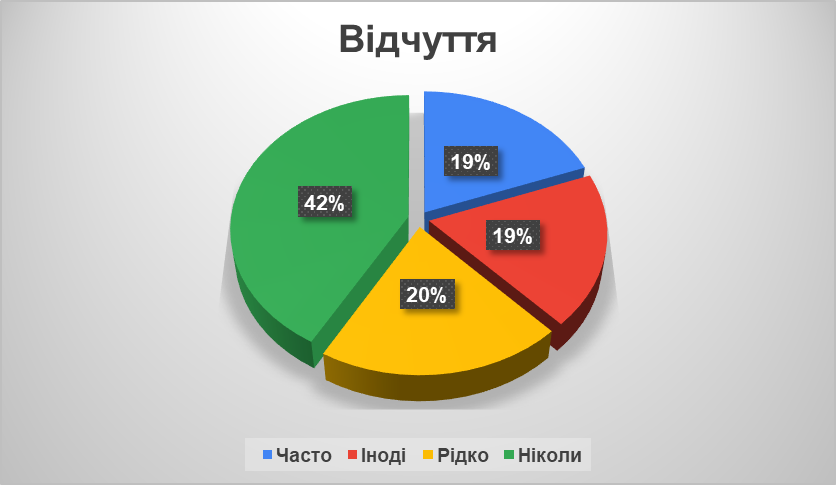 Відчуття
19%
19%
20%
42%
Часто Іноді Рідко Ніколи